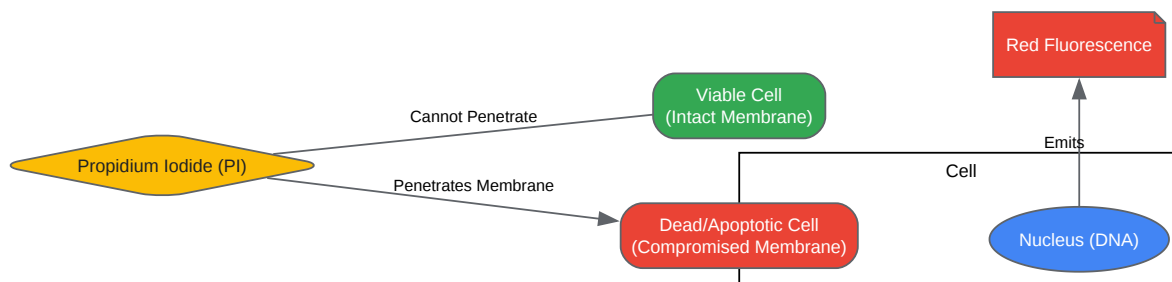 Red Fluorescence
Viable Cell
(Intact Membrane)
Cannot Penetrate
Emits
Propidium Iodide (PI)
Cell
Penetrates Membrane
Dead/Apoptotic Cell
(Compromised Membrane)
Nucleus (DNA)